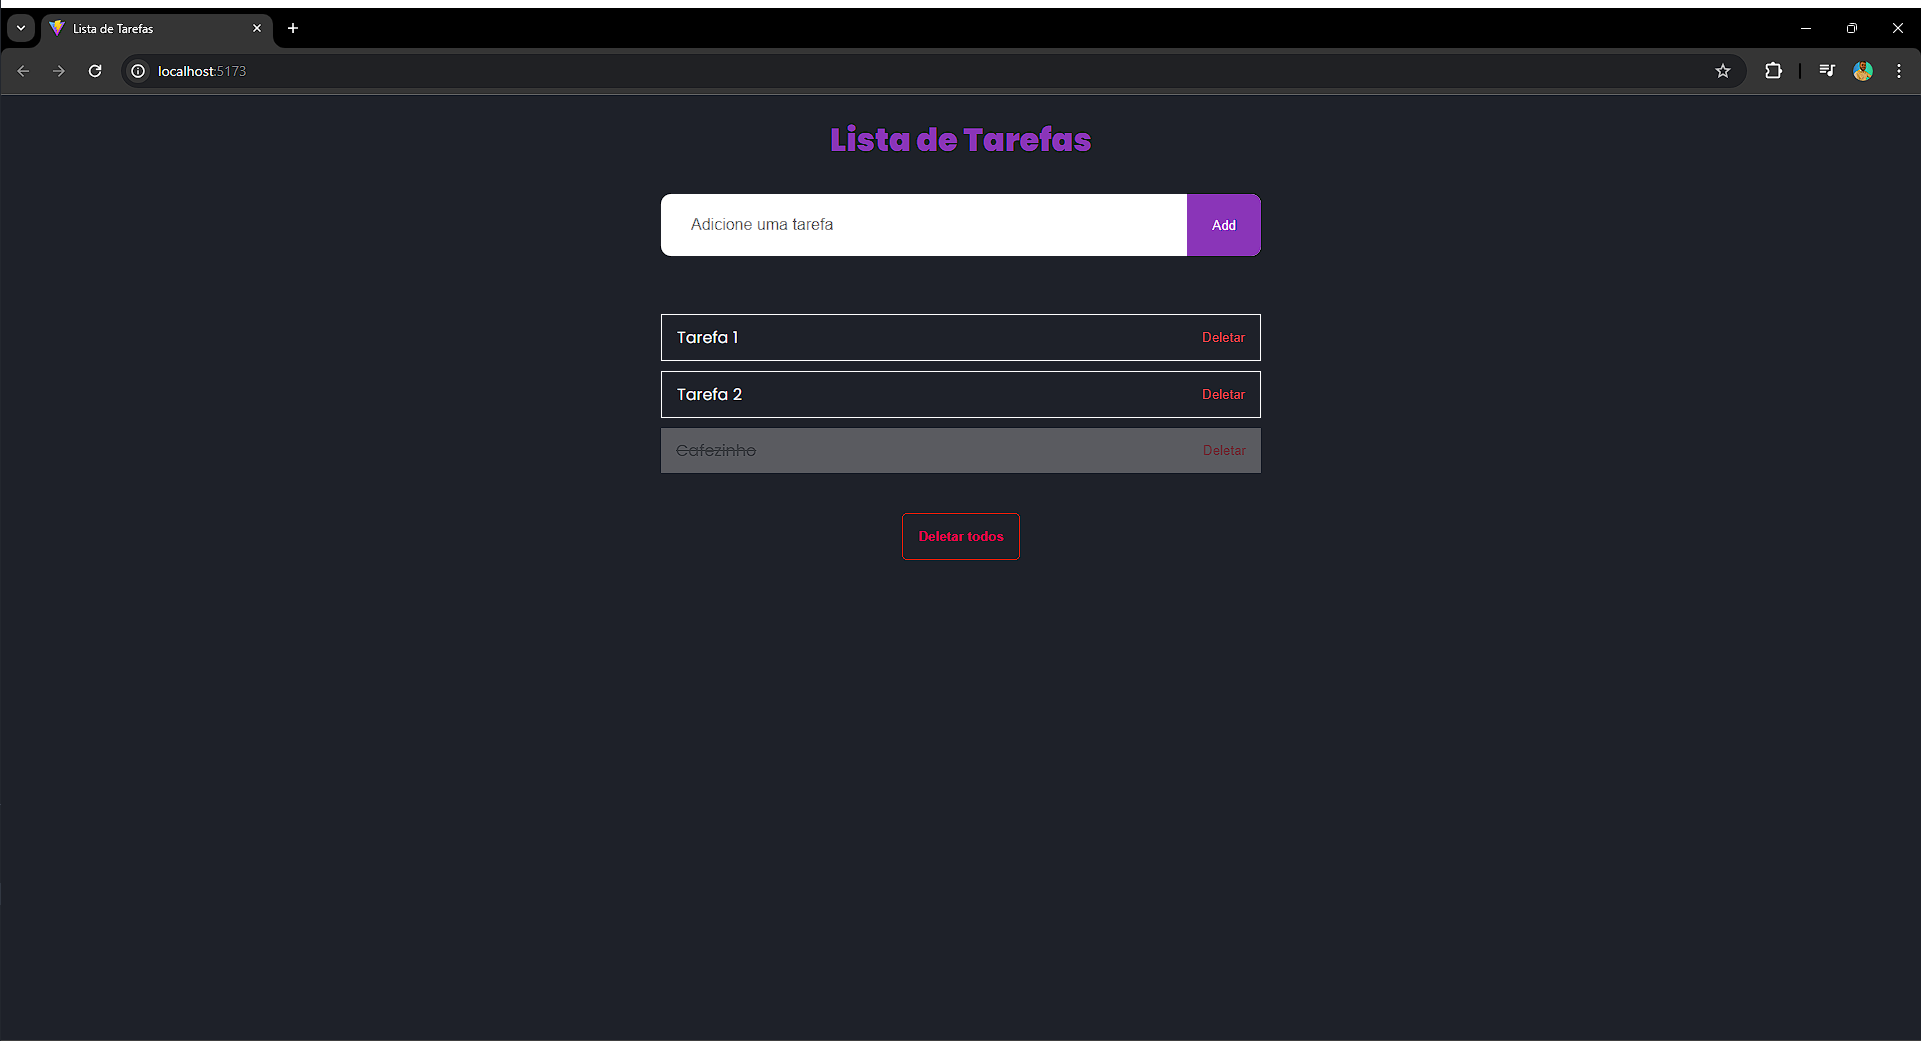 Lista de Tarefas
localhost:5173
Lista de Tarefas
Adicione uma tarefa
Add
Tarefa 1
Deletar
Tarefa 2
Deletar
Cafezinho
Deletar
Deletar todos